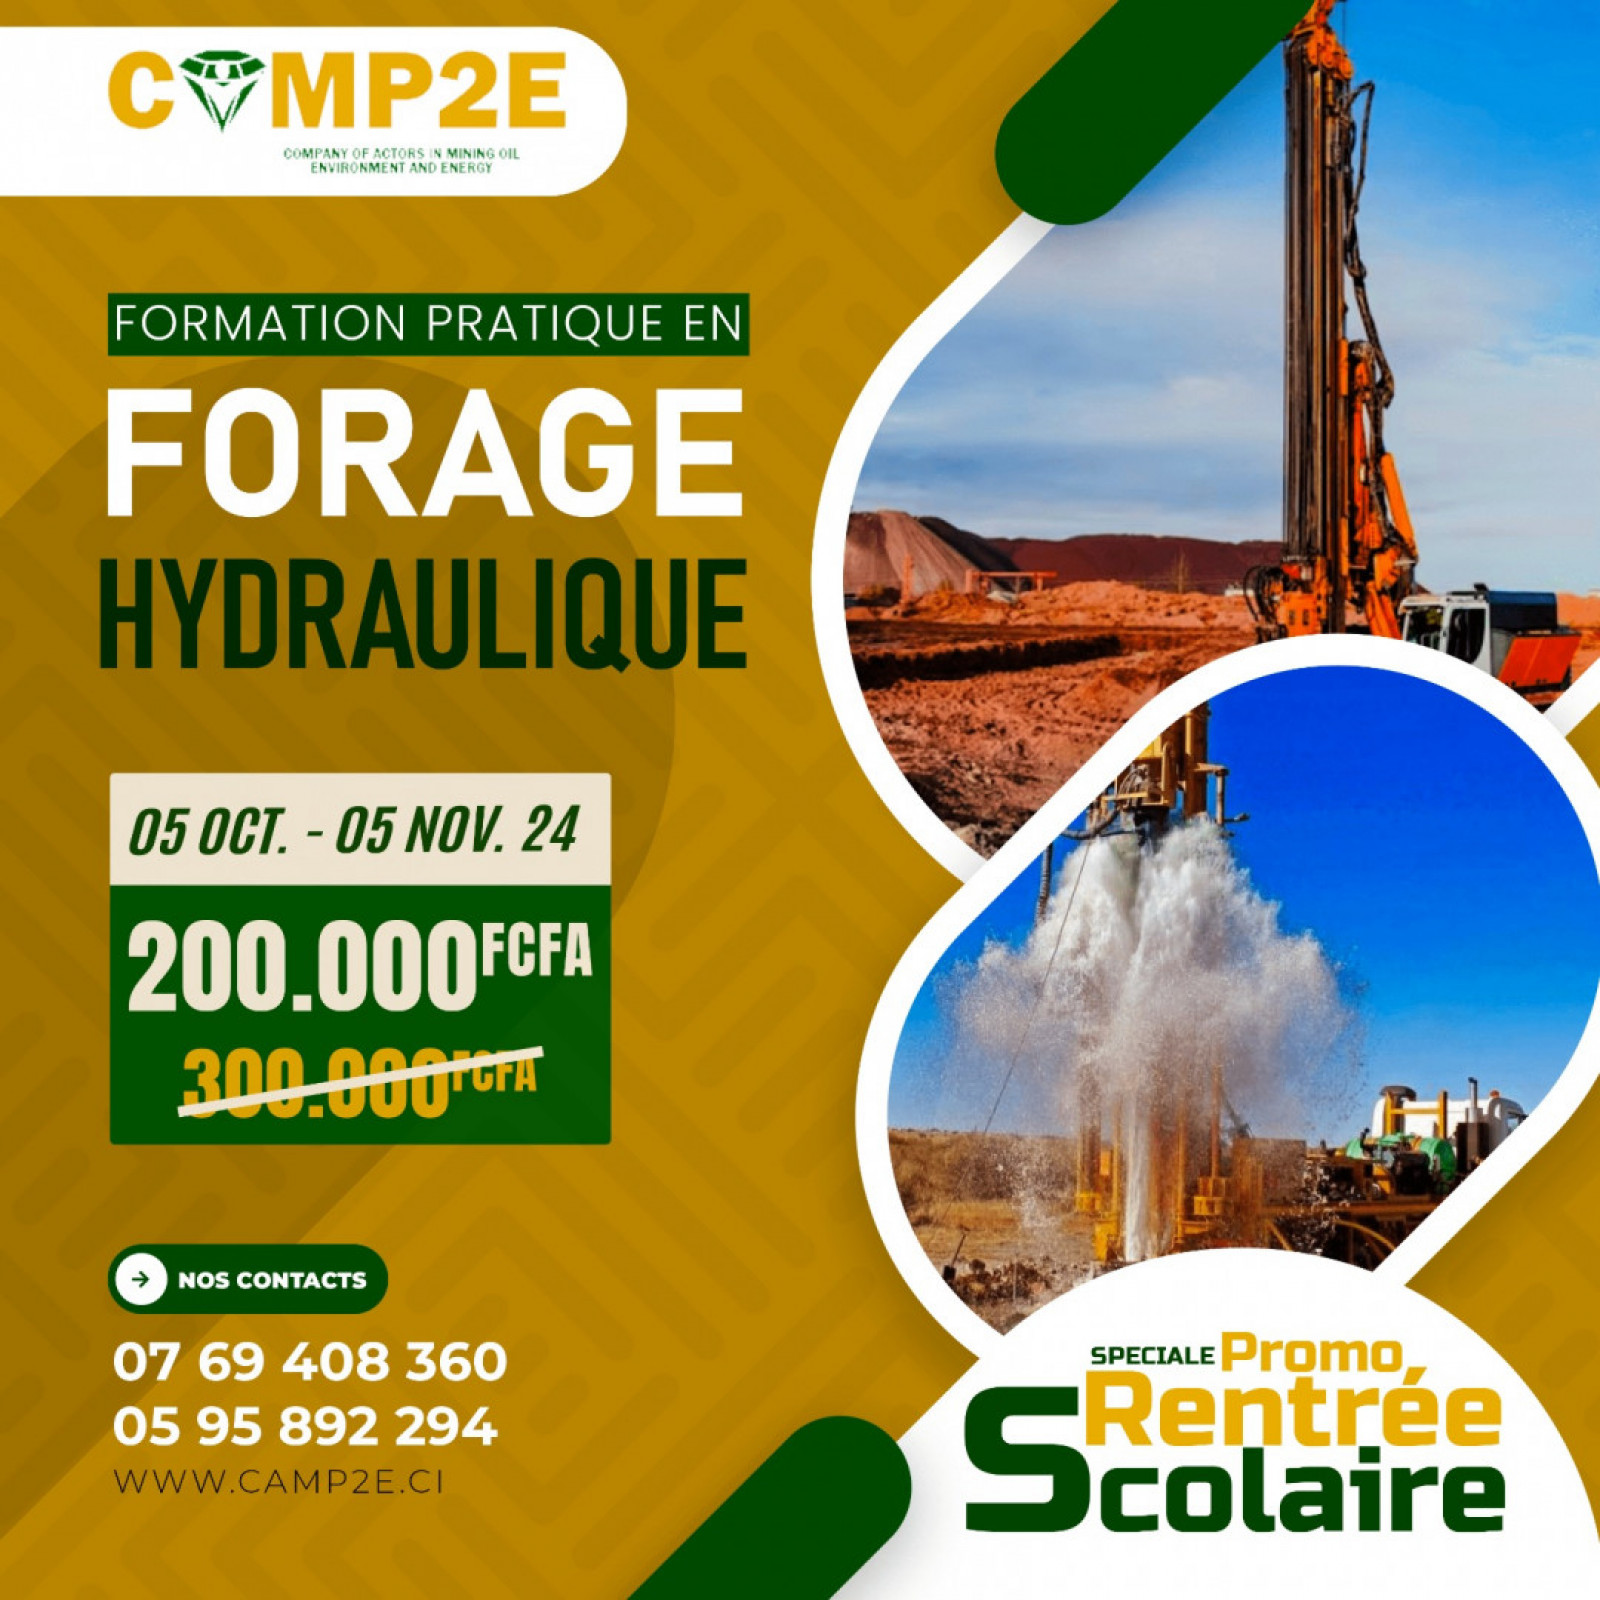 CAMP2E
COMPANY OF ACTORS IN MINING OIL
ENVIRONMENT AND ENERGY
FORMATION PRATIQUE EN
FORAGE
HYDRAULIQUE
05 OCT. - 05 NOV. 24
200.000FCFA
300.000FCFA
NOS CONTACTS
07 69 408 360
05 95 892 294
WWW.CAMP2E.CI
SPECIALE Promo
Rentrée
Scolaire